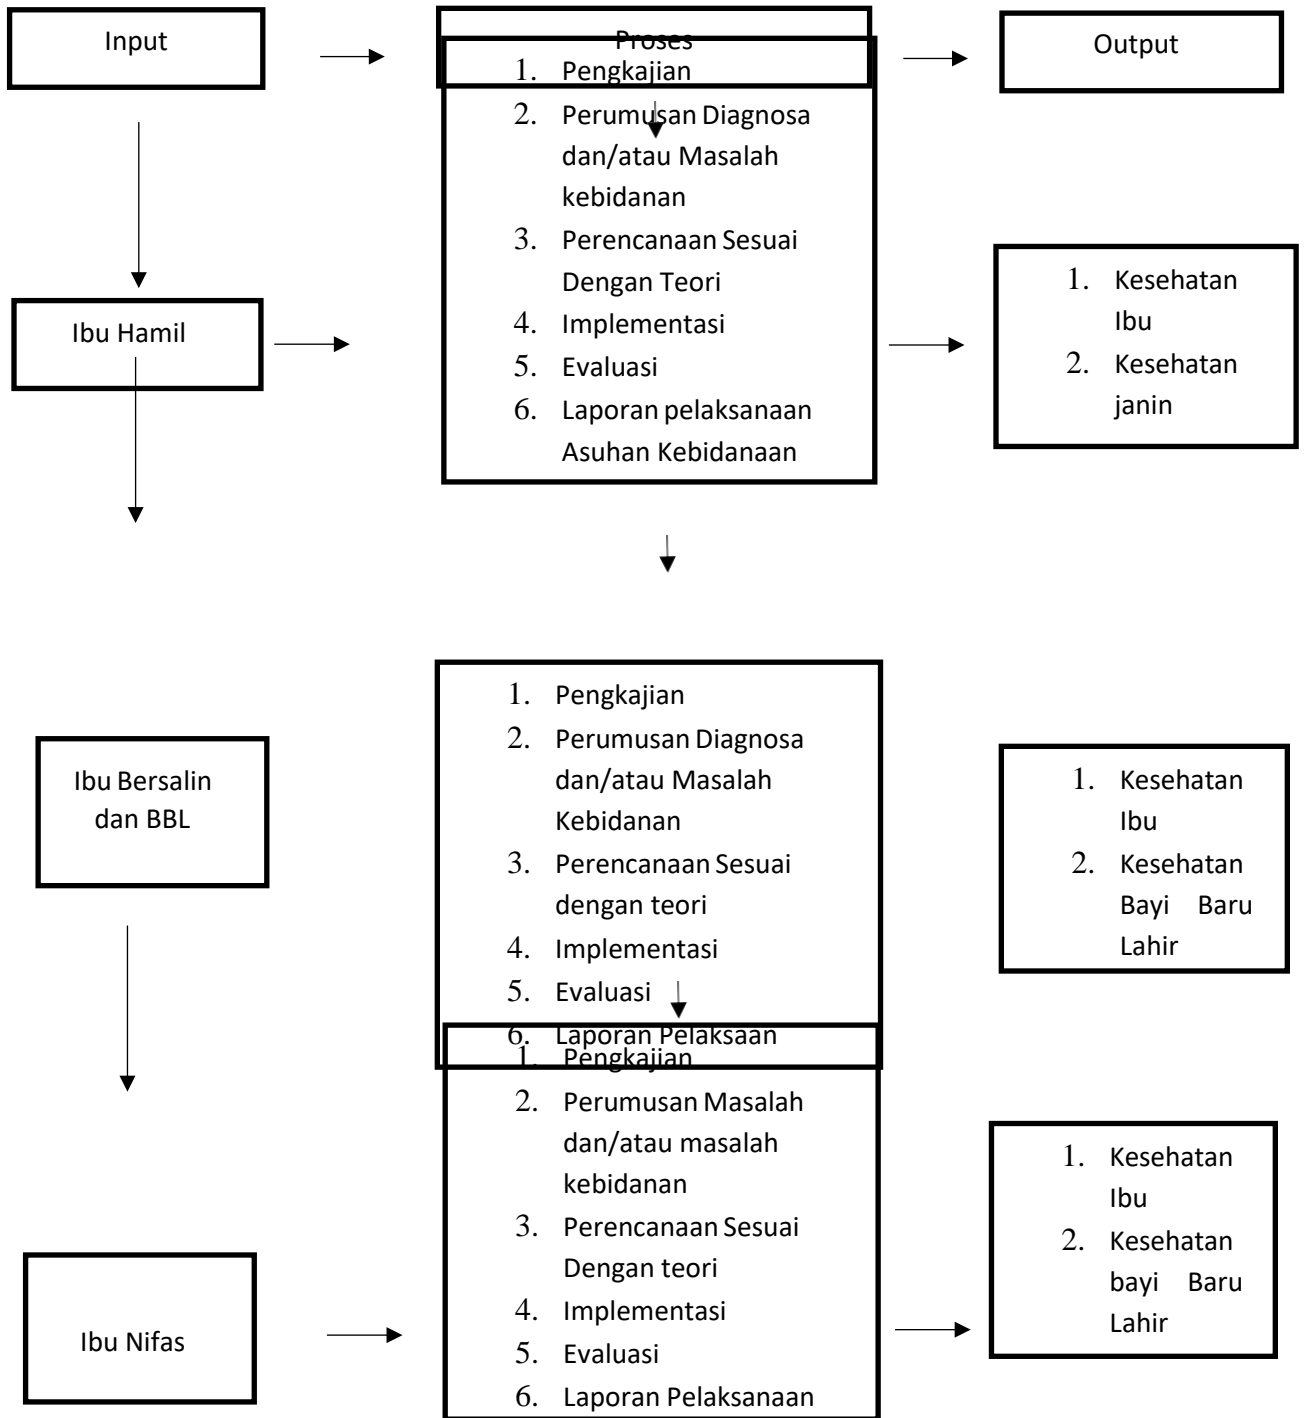 Input
Proses
Output
1. Pengkajian
2. Perumusan Diagnosa
dan/atau Masalah
kebidanan
3. Perencanaan Sesuai
Dengan Teori
4. Implementasi
5. Evaluasi
6. Laporan pelaksanaan
Asuhan Kebidanaan
Ibu Hamil
1. Kesehatan
Ibu
2. Kesehatan
janin
Ibu Bersalin
dan BBL
1. Pengkajian
2. Perumusan Diagnosa
dan/atau Masalah
Kebidanan
3. Perencanaan Sesuai
dengan teori
4. Implementasi
5. Evaluasi
6. Laporan Pelaksaan
1. Kesehatan
Ibu
2. Kesehatan
Bayi Baru
Lahir
Ibu Nifas
1. Pengkajian
2. Perumusan Masalah
dan/atau masalah
kebidanan
3. Perencanaan Sesuai
Dengan teori
4. Implementasi
5. Evaluasi
6. Laporan Pelaksanaan
1. Kesehatan
Ibu
2. Kesehatan
bayi Baru
Lahir